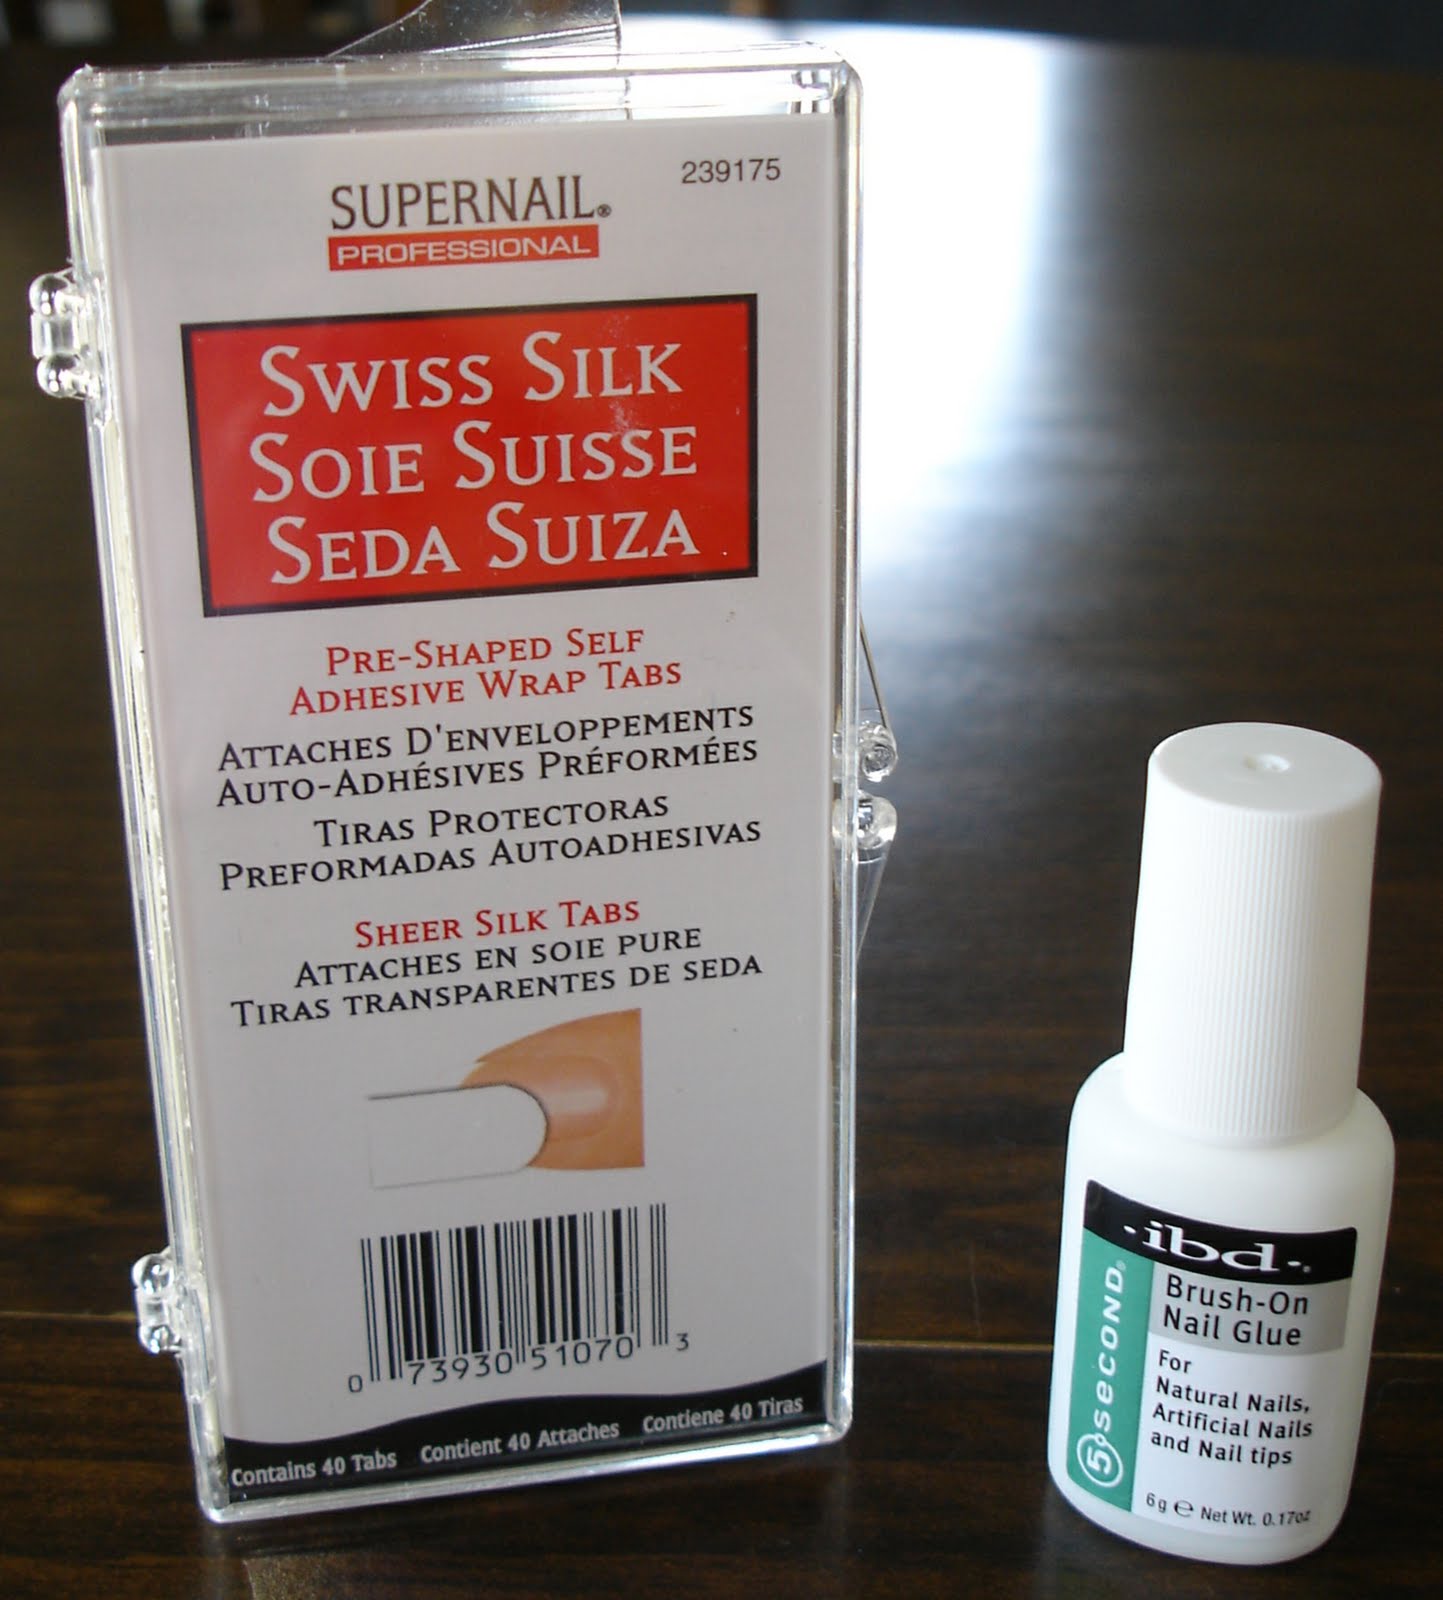 239175
SUPERNAIL®
PROFESSIONAL
SWISS SILK
SOIE SUISSE
SEDA SUIZA
PRE-SHAPED SELF
ADHESIVE WRAP TABS
ATTACHES D'ENVELOPPEMENTS
AUTO-ADHÉSIVES PRÉFORMÉES
TIRAS PROTECTORAS
PREFORMADAS AUTOADHESIVAS
SHEER SILK TABS
ATTACHES EN SOIE PURE
TIRAS TRANSPARENTES DE SEDA
0 73930 51070 3
Contains 40 Tabs Contient 40 Attaches Contiene 40 Tiras
ibd
5 SECOND®
Brush-On
Nail Glue
For
Natural Nails,
Artificial Nails
and Nail tips
6 g ℮ Net Wt. 0.17oz